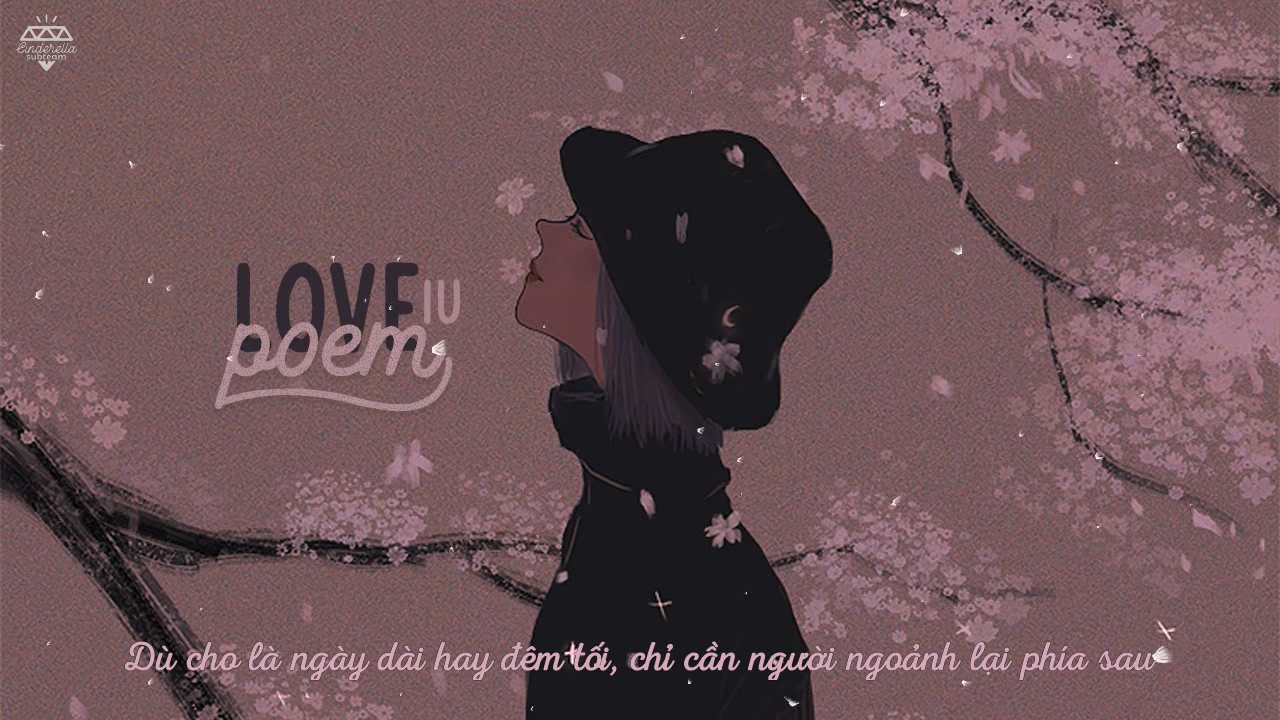 Cinderella
subteam
LOVE IU
poem
Dù cho là ngày dài hay đêm tối, chỉ cần người ngoảnh lại phía sau